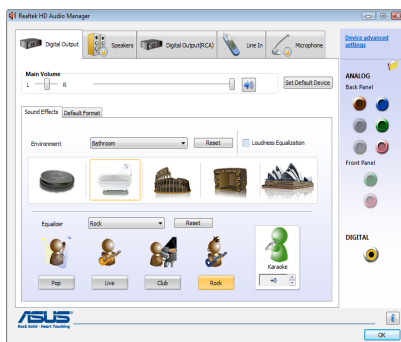 Realtek HD Audio Manager
Digital Output
Speakers
Digital Output(RCA)
Line In
Microphone
Device advanced settings
Main Volume
L
R
Set Default Device
ANALOG
Back Panel
Sound Effects
Default Format
Environment
Bathroom
Reset
Loudness Equalization
Front Panel
Equalizer
Rock
Reset
Karaoke
Pop
Live
Club
Rock
+0
DIGITAL
ASUS
Rock Solid · Heart Touching
i
OK